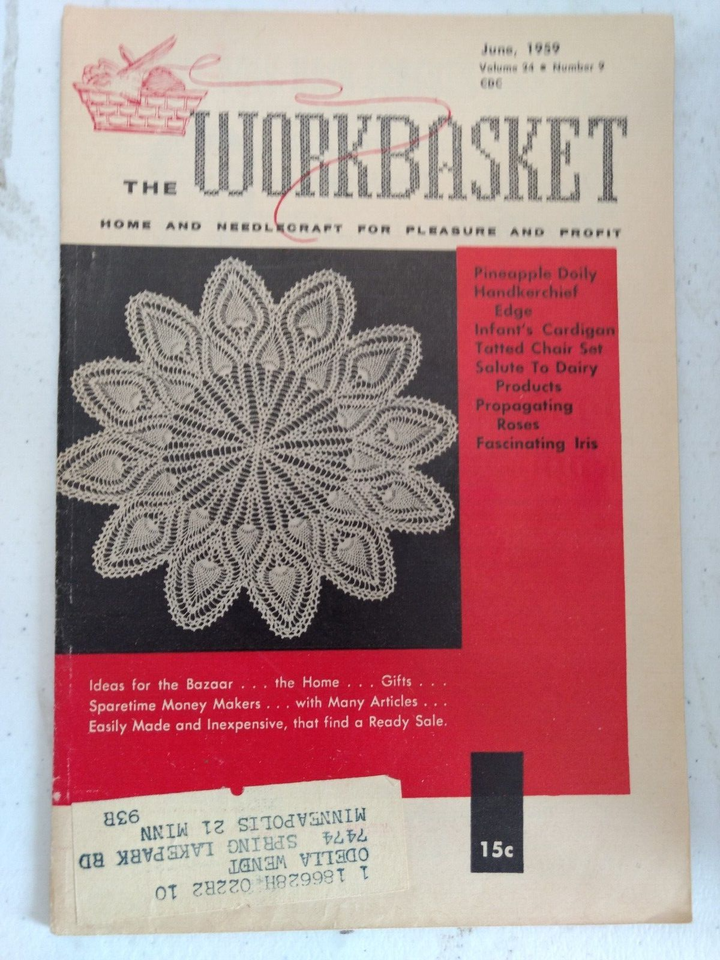 June, 1959
Volume 24 • Number 9
CDC
THE WORKBASKET
HOME AND NEEDLECRAFT FOR PLEASURE AND PROFIT
Pineapple Doily
Handkerchief
Edge
Infant's Cardigan
Tatted Chair Set
Salute To Dairy
Products
Propagating
Roses
Fascinating Iris
Ideas for the Bazaar . . . the Home . . . Gifts . . .
Sparetime Money Makers . . . with Many Articles . . .
Easily Made and Inexpensive, that find a Ready Sale.
15c
1 186628H 022R2 10
ODELLA WENDT
7474 SPRING LAKEPARK RD
MINNEAPOLIS 21 MINN
93B